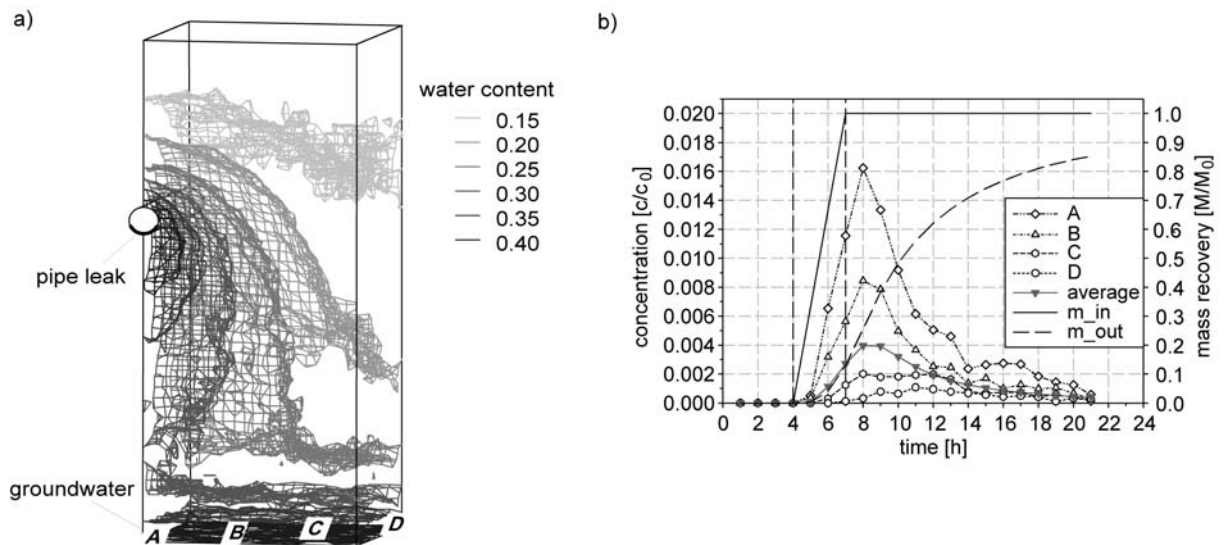 a)
water content
0.15
0.20
0.25
0.30
0.35
0.40
pipe leak
groundwater
A
B
C
D
b)
concentration [c/c0]
0.020
0.018
0.016
0.014
0.012
0.010
0.008
0.006
0.004
0.002
0.000
1.0
0.9
0.8
0.7
0.6
0.5
0.4
0.3
0.2
0.1
0.0
mass recovery [M/M0]
A
B
C
D
average
m_in
m_out
0 2 4 6 8 10 12 14 16 18 20 22 24
time [h]